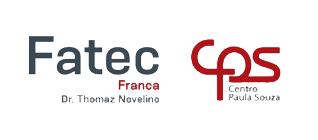 Fatec
Franca
Dr. Thomaz Novelino
cps
Centro
Paula Souza